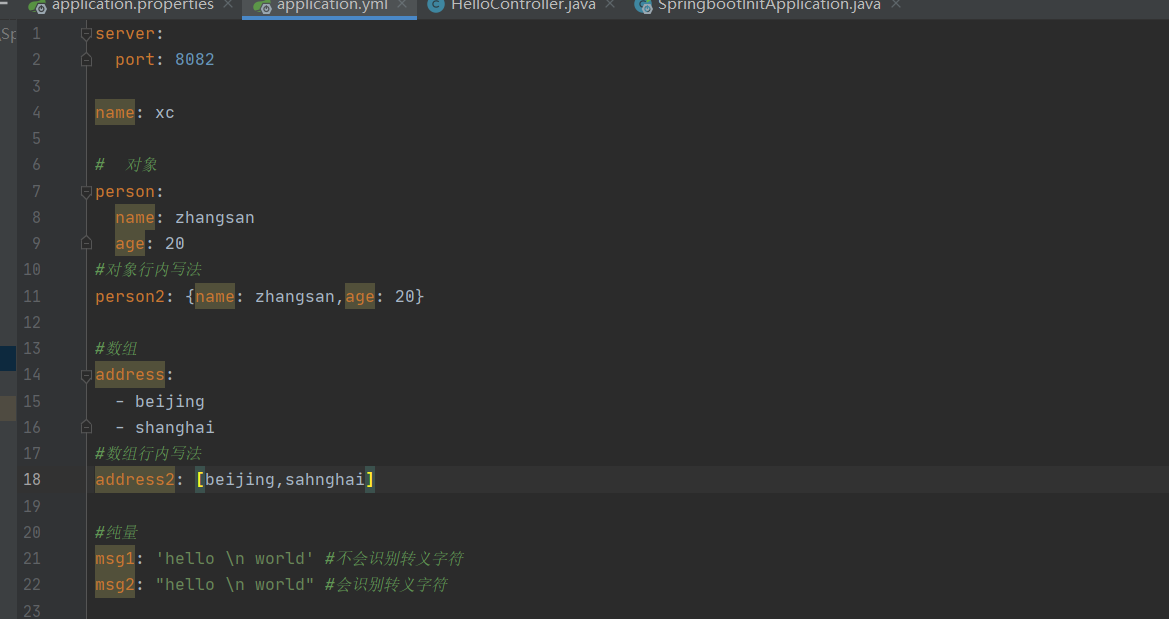 application.properties application.yml HelloController.java SpringbootInitApplication.java
Sp
1 server:
2 port: 8082
3
4 name: xc
5
6 # 对象
7 person:
8 name: zhangsan
9 age: 20
10 #对象行内写法
11 person2: {name: zhangsan,age: 20}
12
13 #数组
14 address:
15 - beijing
16 - shanghai
17 #数组行内写法
18 address2: [beijing,sahnghai]
19
20 #纯量
21 msg1: 'hello \n world' #不会识别转义字符
22 msg2: "hello \n world" #会识别转义字符
23